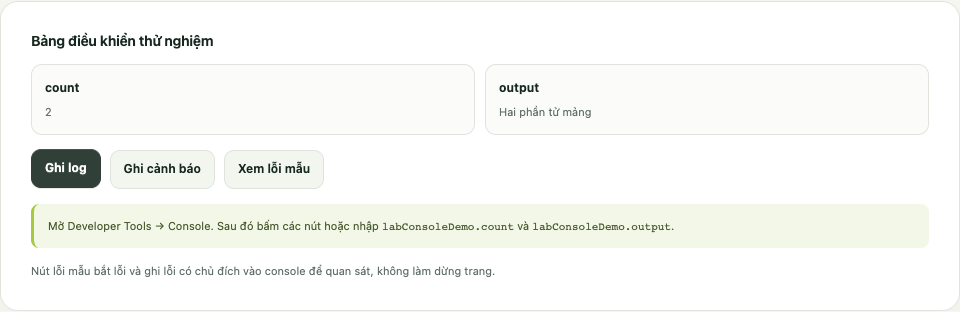 Bảng điều khiển thử nghiệm
count
2
output
Hai phần tử mảng
Ghi log
Ghi cảnh báo
Xem lỗi mẫu
Mở Developer Tools → Console. Sau đó bấm các nút hoặc nhập labConsoleDemo.count và labConsoleDemo.output.
Nút lỗi mẫu bắt lỗi và ghi lỗi có chủ đích vào console để quan sát, không làm dừng trang.